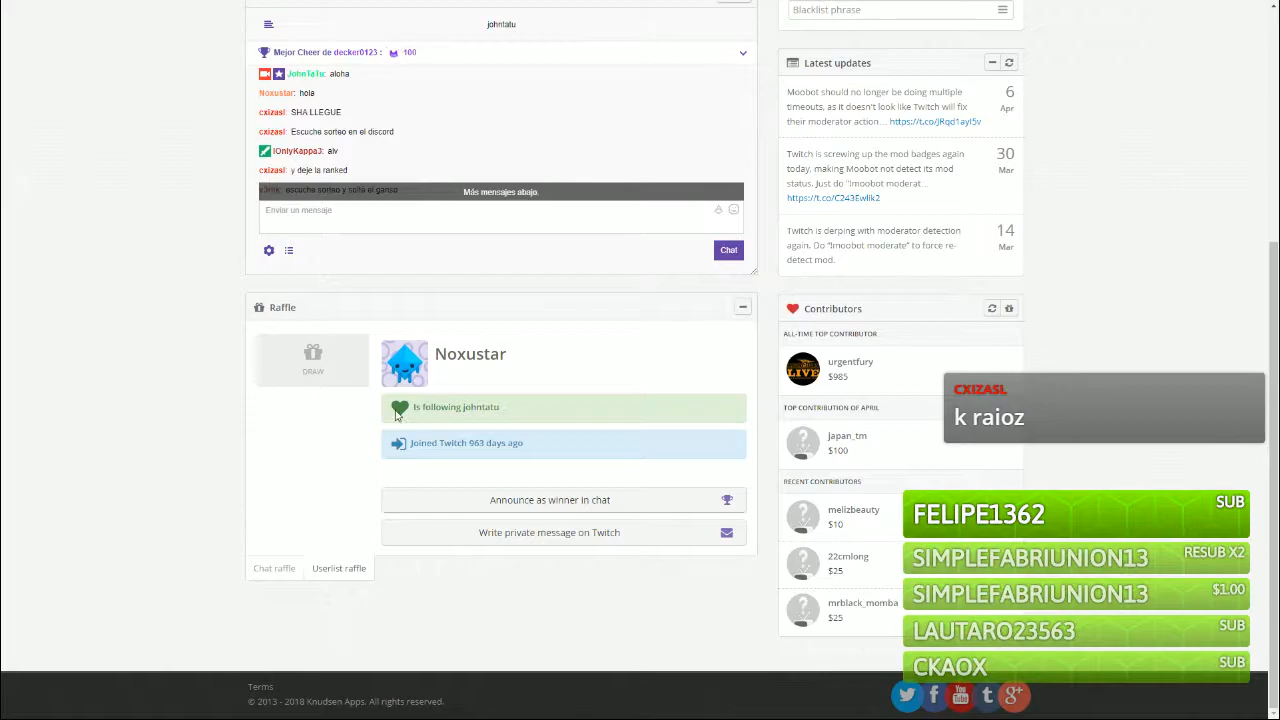 Blacklist phrase
johntatu
Mejor Cheer de decker0123 : 100
JohnTaTu: aloha
Noxustar: hola
cxizasl: SHA LLEGUE
cxizasl: Escuche sorteo en el discord
IOnlyKappa3: alv
cxizasl: y deje la ranked
escuche sorteo y solte el ganso
Más mensajes abajo.
Enviar un mensaje
Chat
Raffle
DRAW
Noxustar
Is following johntatu
Joined Twitch 963 days ago
Announce as winner in chat
Write private message on Twitch
Chat raffle
Userlist raffle
Latest updates
Moobot should no longer be doing multiple
timeouts, as it doesn't look like Twitch will fix
their moderator action... https://t.co/JRqd1ayI5v
6
Apr
Twitch is screwing up the mod badges again
today, making Moobot not detect its mod
status. Just do "!moobot moderat...
https://t.co/C243Ewlik2
30
Mar
Twitch is derping with moderator detection
again. Do "!moobot moderate" to force re-
detect mod.
14
Mar
Contributors
ALL-TIME TOP CONTRIBUTOR
urgentfury
$985
TOP CONTRIBUTION OF APRIL
japan_tm
$100
RECENT CONTRIBUTORS
melizbeauty
$10
22cmlong
$25
mrblack_momba
$25
LIVE
CXIZASL
k raioz
FELIPE1362 SUB
SIMPLEFABRIUNION13 RESUB X2
SIMPLEFABRIUNION13 $1.00
LAUTARO23563 SUB
CKAOX SUB
Terms
© 2013 - 2018 Knudsen Apps. All rights reserved.
You Tube